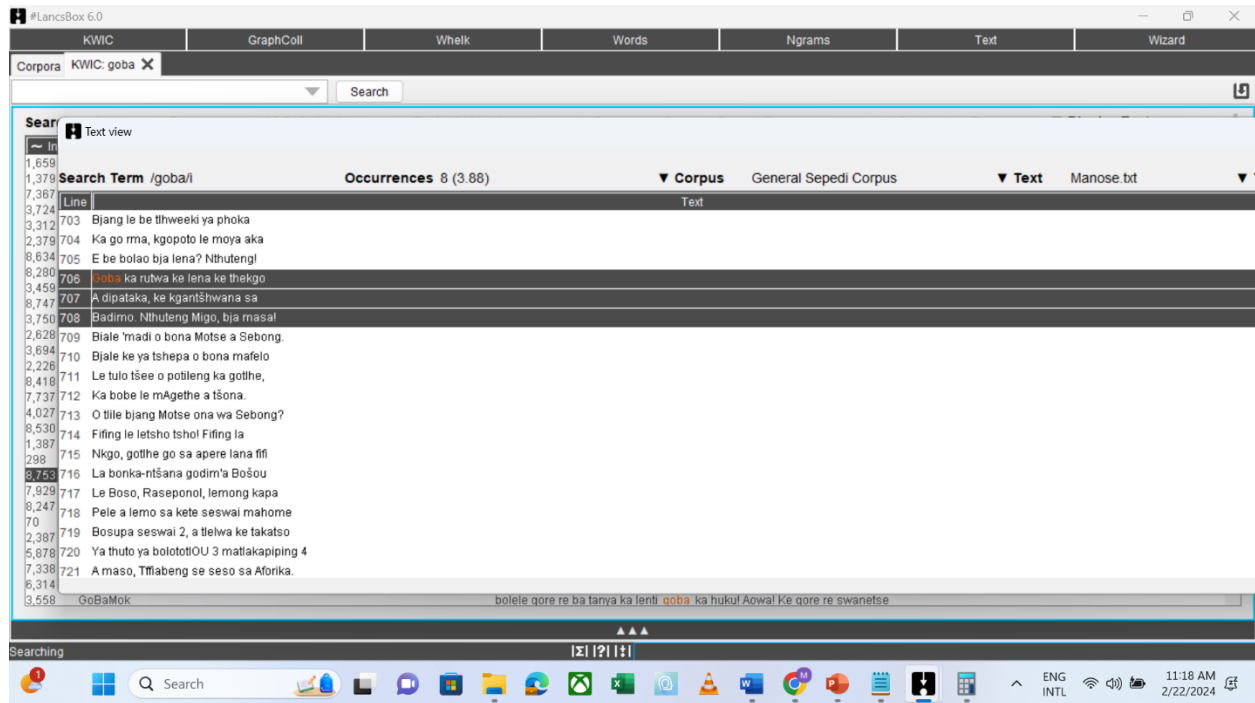 #LancsBox 6.0
KWIC GraphColl Whelk Words Ngrams Text Wizard
Corpora KWIC: goba
Search
Sear
Text view
~ In
Search Term /goba/i Occurrences 8 (3.88) ▼ Corpus General Sepedi Corpus ▼ Text Manose.txt ▼
Line Text
1,659
1,379
7,367
3,724
3,312
2,379
8,634
8,280
3,459
8,747
3,750
2,628
3,694
2,226
8,418
7,737
4,027
8,530
1,387
298
8,753
7,929
8,247
70
2,387
5,878
7,338
6,314
703 Bjang le be tlhweeki ya phoka
704 Ka go rma, kgopoto le moya aka
705 E be bolao bja lena? Nthuteng!
706 Goba ka rutwa ke lena ke thekgo
707 A dipataka, ke kgantšhwana sa
708 Badimo. Nthuteng Migo, bja masa!
709 Biale 'madi o bona Motse a Sebong.
710 Bjale ke ya tshepa o bona mafelo
711 Le tulo tšee o potileng ka gotlhe,
712 Ka bobe le mAgethe a tšona.
713 O tlile bjang Motse ona wa Sebong?
714 Fifing le letsho tsho! Fifing la
715 Nkgo, gotlhe go sa apere lana fifi
716 La bonka-ntšana godim'a Bošou
717 Le Boso, Raseponol, lemong kapa
718 Pele a lemo sa kete seswai mahome
719 Bosupa seswai 2, a tlelwa ke takatso
720 Ya thuto ya bolototlOU 3 matlakapiping 4
721 A maso, Tffiabeng se seso sa Aforika.
3,558 GoBaMok bolele gore re ba tanya ka lenti goba ka huku! Aowa! Ke gore re swanetse
▲▲▲
Searching |Σ| |?| |‡|
1
Search
ENG
INTL
11:18 AM
2/22/2024